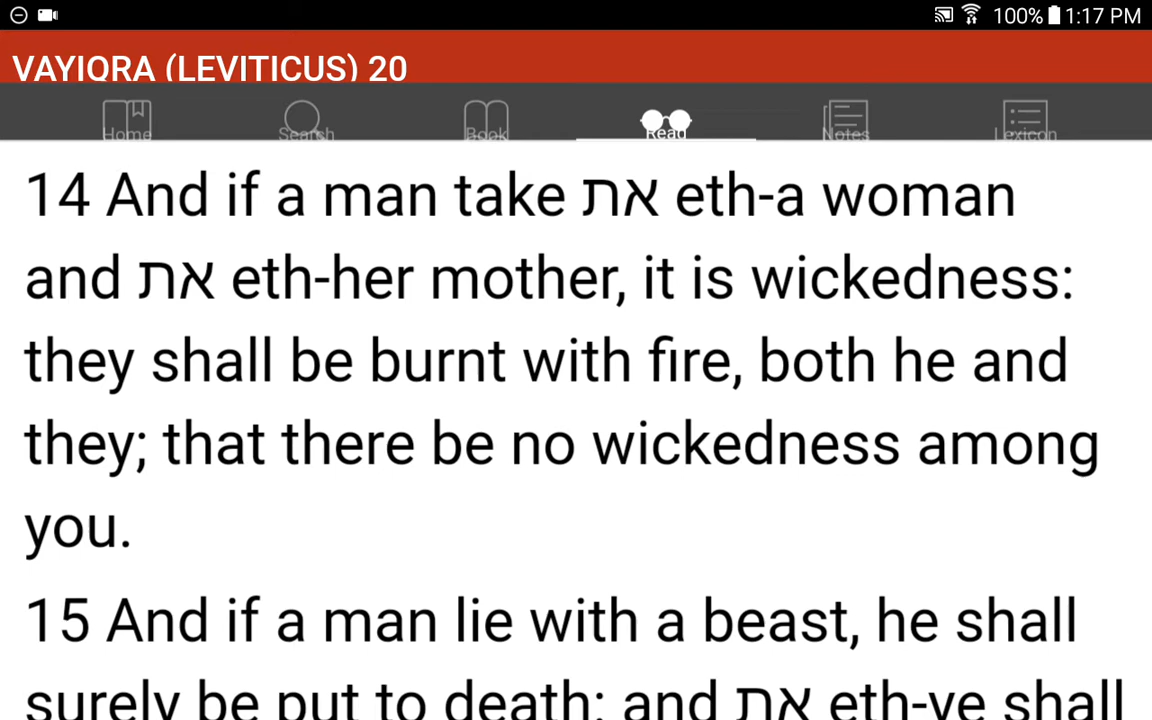 100% 1:17 PM
VAYIQRA (LEVITICUS) 20
Home Search Book Read Notes Lexicon
14 And if a man take את eth-a woman
and את eth-her mother, it is wickedness:
they shall be burnt with fire, both he and
they; that there be no wickedness among
you.
15 And if a man lie with a beast, he shall
surely be put to death: and את eth-ye shall